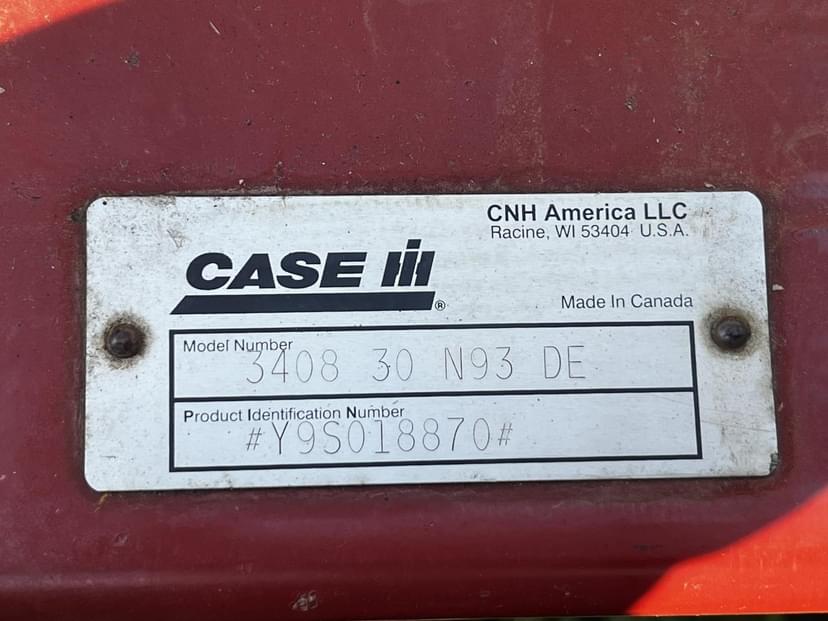 CNH America LLC
Racine, WI 53404 U.S.A.
CASE IH
®
Made In Canada
Model Number
3408 30 N93 DE
Product Identification Number
#Y9S018870#